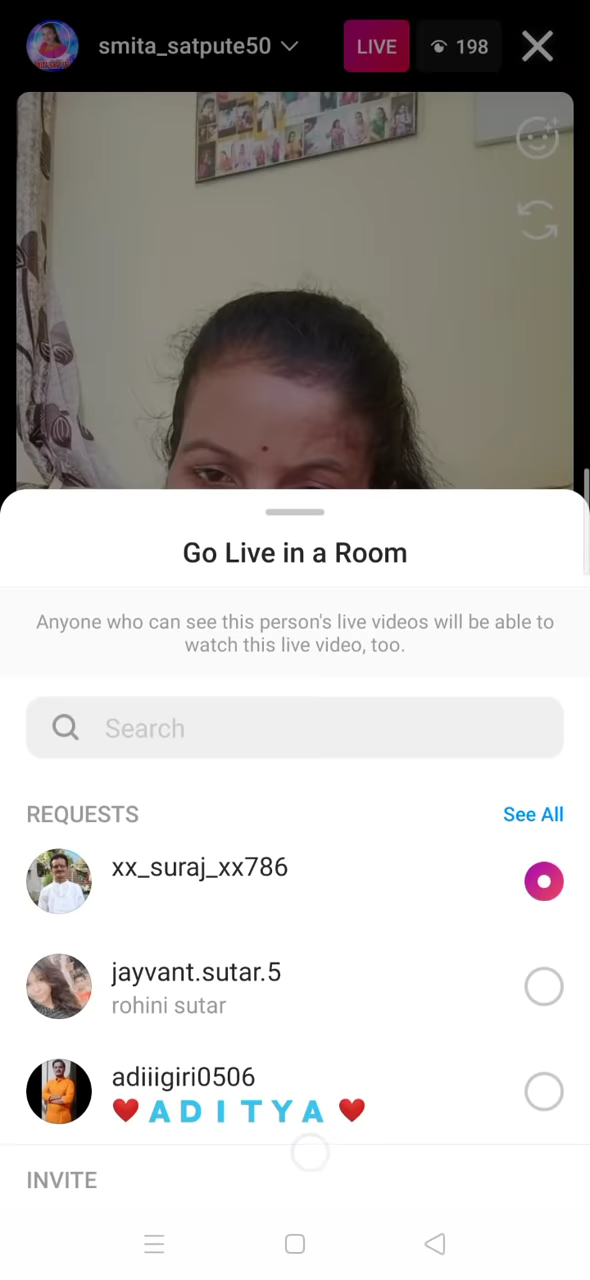 smita_satpute50
LIVE
198
Go Live in a Room
Anyone who can see this person's live videos will be able to
watch this live video, too.
Search
REQUESTS
See All
xx_suraj_xx786
jayvant.sutar.5
rohini sutar
adiiigiri0506
❤️ A D I T Y A ❤️
INVITE